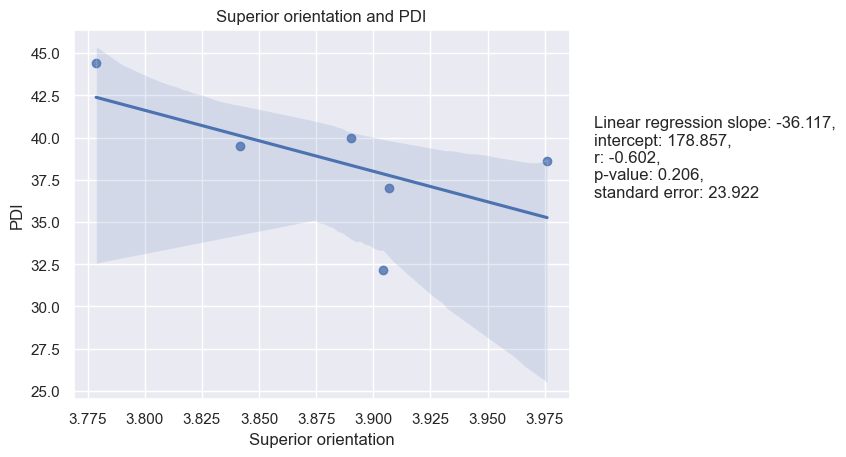 Superior orientation and PDI
45.0
42.5
40.0
37.5
35.0
32.5
30.0
27.5
25.0
PDI
3.775 3.800 3.825 3.850 3.875 3.900 3.925 3.950 3.975
Superior orientation
Linear regression slope: -36.117,
intercept: 178.857,
r: -0.602,
p-value: 0.206,
standard error: 23.922